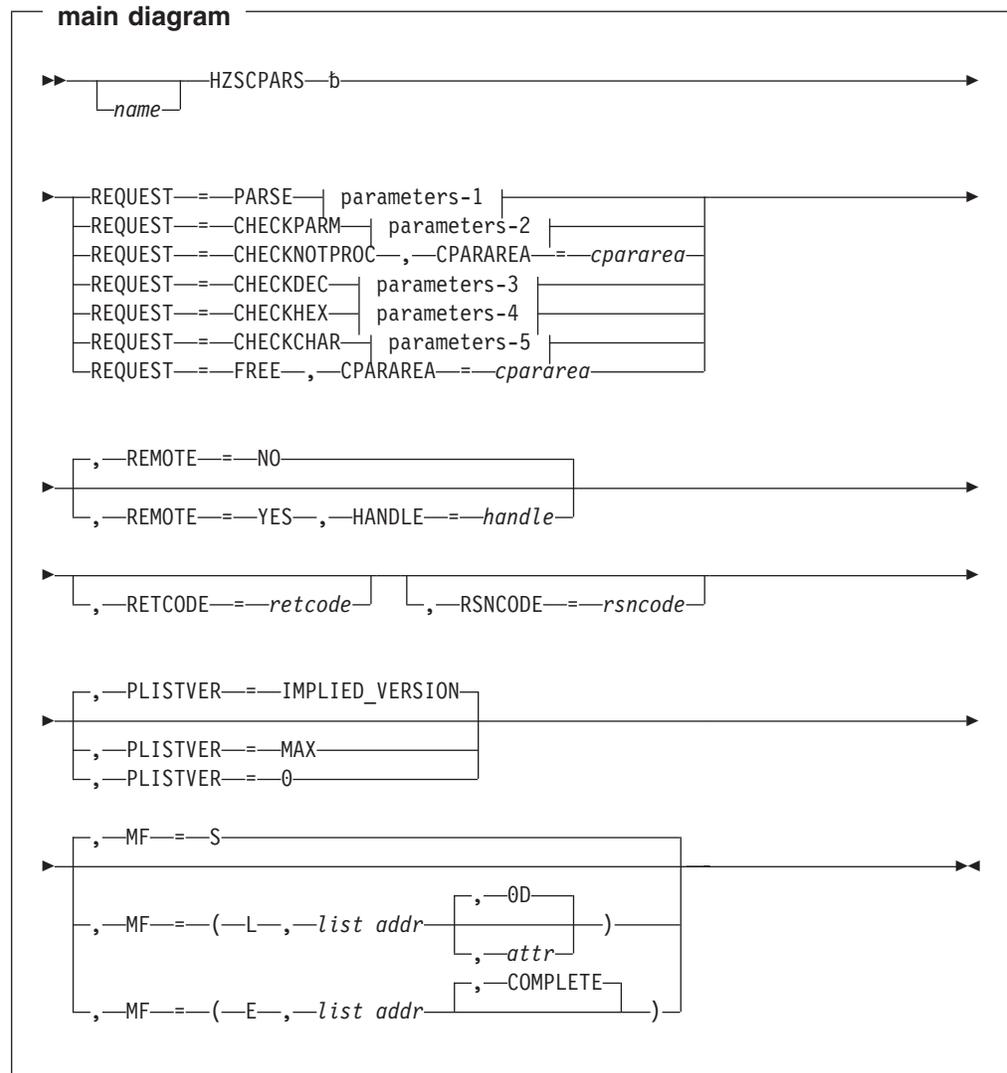 main diagram
HZSCPARS ƀ
name
REQUEST = PARSE parameters-1
REQUEST = CHECKPARM parameters-2
REQUEST = CHECKNOTPROC , CPARAREA = cpararea
REQUEST = CHECKDEC parameters-3
REQUEST = CHECKHEX parameters-4
REQUEST = CHECKCHAR parameters-5
REQUEST = FREE , CPARAREA = cpararea
, REMOTE = NO
, REMOTE = YES , HANDLE = handle
, RETCODE = retcode , RSNCODE = rsncode
, PLISTVER = IMPLIED_VERSION
, PLISTVER = MAX
, PLISTVER = 0
, MF = S
, 0D
, MF = ( L , list addr )
, attr
, COMPLETE
, MF = ( E , list addr )